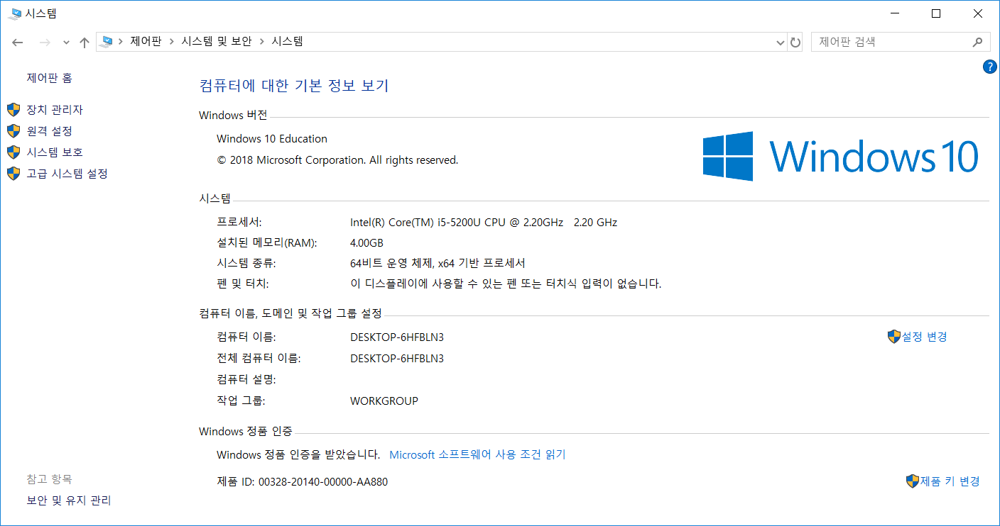 시스템
제어판 > 시스템 및 보안 > 시스템
제어판 검색
?
제어판 홈
장치 관리자
원격 설정
시스템 보호
고급 시스템 설정
컴퓨터에 대한 기본 정보 보기
Windows 버전
Windows 10 Education
© 2018 Microsoft Corporation. All rights reserved.
Windows 10
시스템
프로세서: Intel(R) Core(TM) i5-5200U CPU @ 2.20GHz 2.20 GHz
설치된 메모리(RAM): 4.00GB
시스템 종류: 64비트 운영 체제, x64 기반 프로세서
펜 및 터치: 이 디스플레이에 사용할 수 있는 펜 또는 터치식 입력이 없습니다.
컴퓨터 이름, 도메인 및 작업 그룹 설정
컴퓨터 이름: DESKTOP-6HFBLN3 설정 변경
전체 컴퓨터 이름: DESKTOP-6HFBLN3
컴퓨터 설명:
작업 그룹: WORKGROUP
Windows 정품 인증
Windows 정품 인증을 받았습니다. Microsoft 소프트웨어 사용 조건 읽기
제품 ID: 00328-20140-00000-AA880 제품 키 변경
참고 항목
보안 및 유지 관리